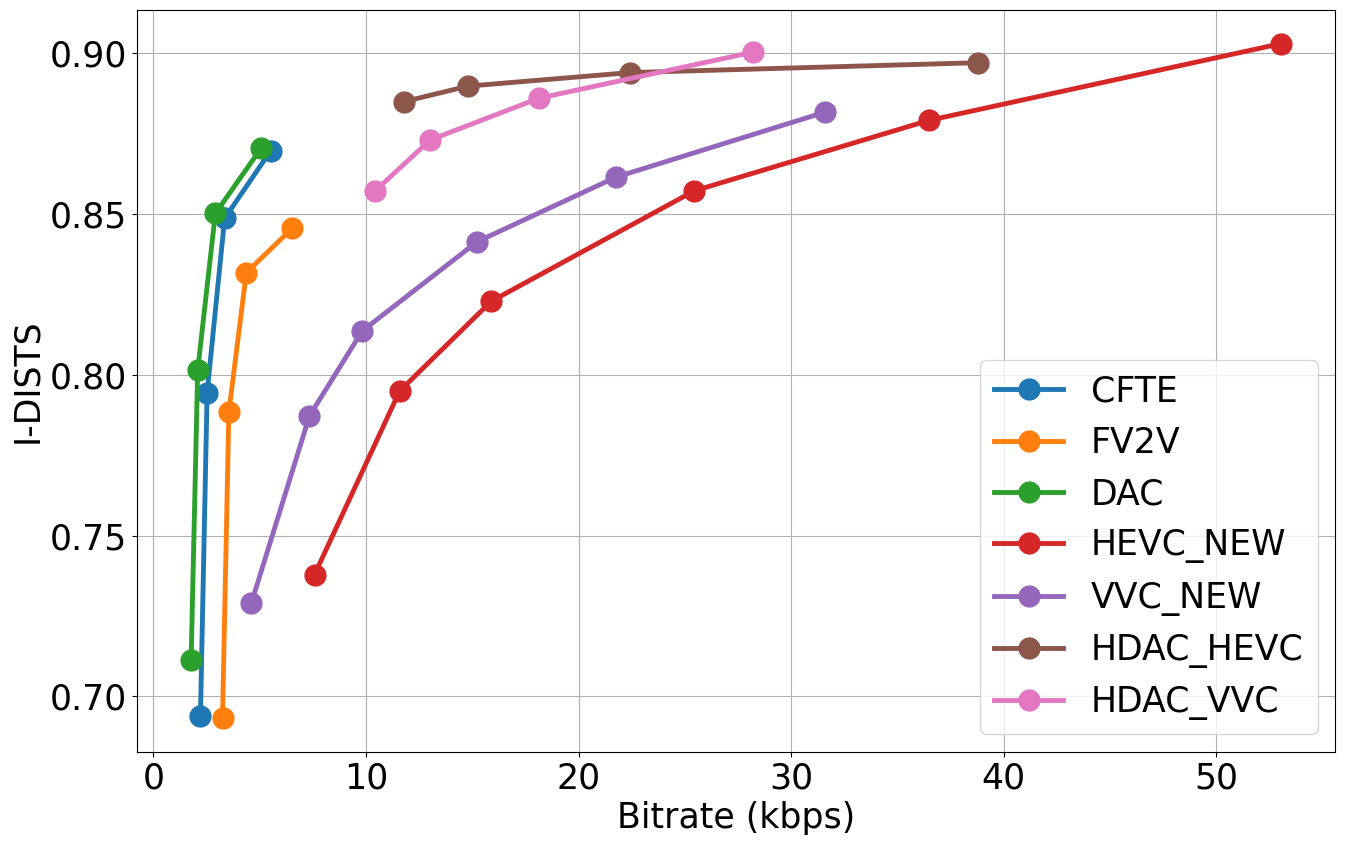 I-DISTS
0.90
0.85
0.80
0.75
0.70
0 10 20 30 40 50
Bitrate (kbps)
CFTE
FV2V
DAC
HEVC_NEW
VVC_NEW
HDAC_HEVC
HDAC_VVC